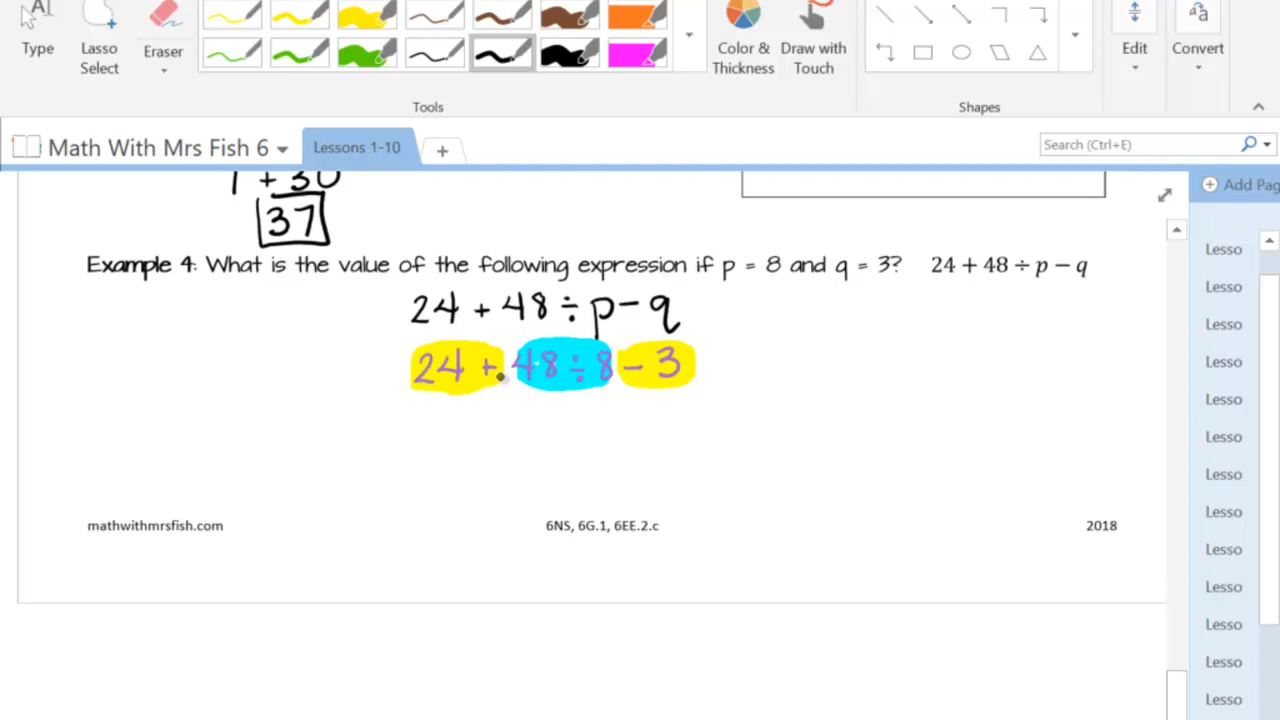 Type
Lasso
Select
Eraser
Color &
Thickness
Draw with
Touch
Edit
Convert
Tools
Shapes
Math With Mrs Fish 6
Lessons 1-10
+
Search (Ctrl+E)
Add Pag
+ 30
37
Example 4: What is the value of the following expression if p = 8 and q = 3? 24 + 48 ÷ p − q
24 + 48 ÷ p − q
24 + 48 ÷ 8 − 3
mathwithmrsfish.com
6NS, 6G.1, 6EE.2.c
2018
Lesso
Lesso
Lesso
Lesso
Lesso
Lesso
Lesso
Lesso
Lesso
Lesso
Lesso
Lesso
Lesso